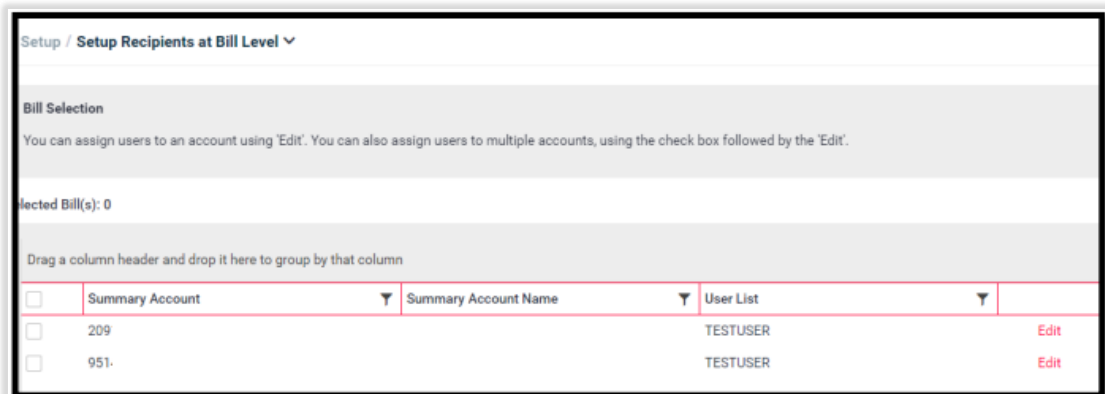 Setup / Setup Recipients at Bill Level
Bill Selection
You can assign users to an account using 'Edit'. You can also assign users to multiple accounts, using the check box followed by the 'Edit'.
elected Bill(s): 0
Drag a column header and drop it here to group by that column
Summary Account Summary Account Name User List
209 TESTUSER Edit
951 TESTUSER Edit